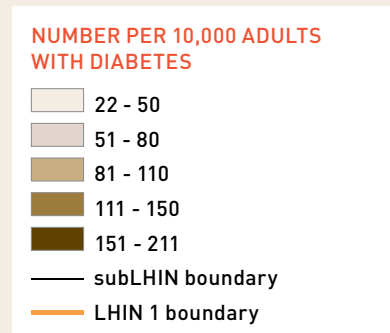 NUMBER PER 10,000 ADULTS
WITH DIABETES
22 - 50
51 - 80
81 - 110
111 - 150
151 - 211
subLHIN boundary
LHIN 1 boundary